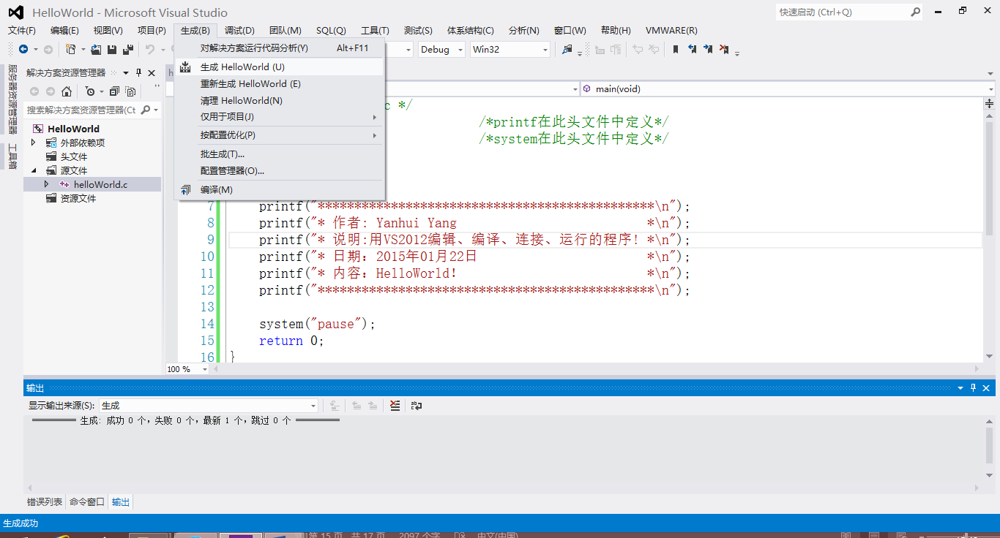 HelloWorld - Microsoft Visual Studio
快速启动 (Ctrl+Q)
文件(F) 编辑(E) 视图(V) 项目(P) 生成(B) 调试(D) 团队(M) SQL(Q) 工具(T) 测试(S) 体系结构(C) 分析(N) 窗口(W) 帮助(H) VMWARE(R)
对解决方案运行代码分析(Y) Alt+F11
Debug Win32
生成 HelloWorld (U)
重新生成 HelloWorld (E)
清理 HelloWorld(N)
仅用于项目(J)
按配置优化(P)
批生成(T)...
配置管理器(O)...
编译(M)
服务器资源管理器
工具箱
解决方案资源管理器
搜索解决方案资源管理器(Ct
HelloWorld
外部依赖项
头文件
源文件
helloWorld.c
资源文件
h
main(void)
c */
/*printf在此头文件中定义*/
/*system在此头文件中定义*/
7 printf("**********************************************\n");
8 printf("* 作者: Yanhui Yang *\n");
9 printf("* 说明:用VS2012编辑、编译、连接、运行的程序! *\n");
10 printf("* 日期: 2015年01月22日 *\n");
11 printf("* 内容: HelloWorld! *\n");
12 printf("**********************************************\n");
13
14 system("pause");
15 return 0;
16 }
100 %
输出
显示输出来源(S): 生成
========== 生成: 成功 0 个，失败 0 个，最新 1 个，跳过 0 个 ==========
错误列表 命令窗口 输出
生成成功
第 15 页 共 17 页 2097 个字 中文(中国)